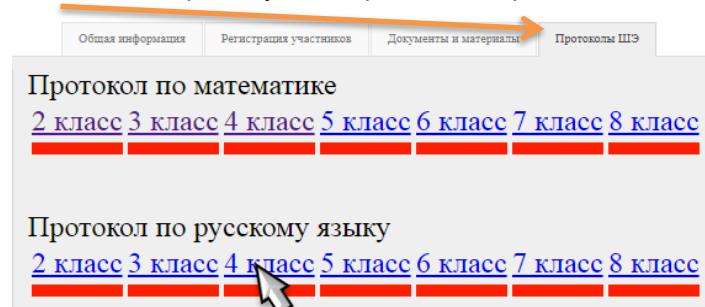 Общая информация Регистрация участников Документы и материалы Протоколы ШЭ
Протокол по математике
2 класс 3 класс 4 класс 5 класс 6 класс 7 класс 8 класс
Протокол по русскому языку
2 класс 3 класс 4 класс 5 класс 6 класс 7 класс 8 класс